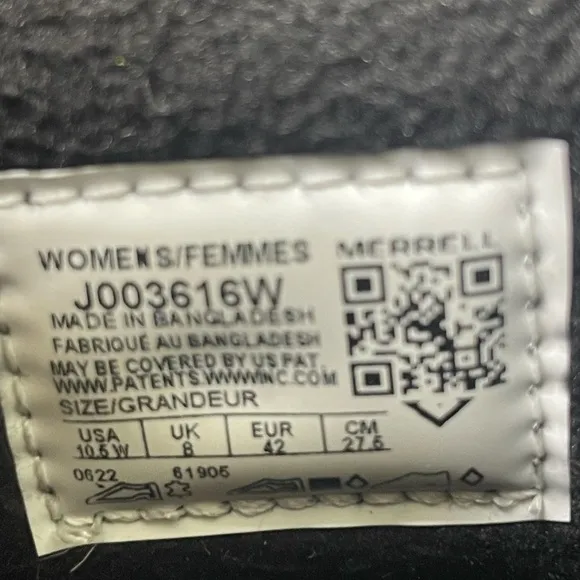 WOMENS/FEMMES MERRELL
J003616W
MADE IN BANGLADESH
FABRIQUÉ AU BANGLADESH
MAY BE COVERED BY US PAT
WWW.PATENTS.WWWINC.COM
SIZE/GRANDEUR
USA UK EUR CM
10.5 W 8 42 27.5
0622 61905